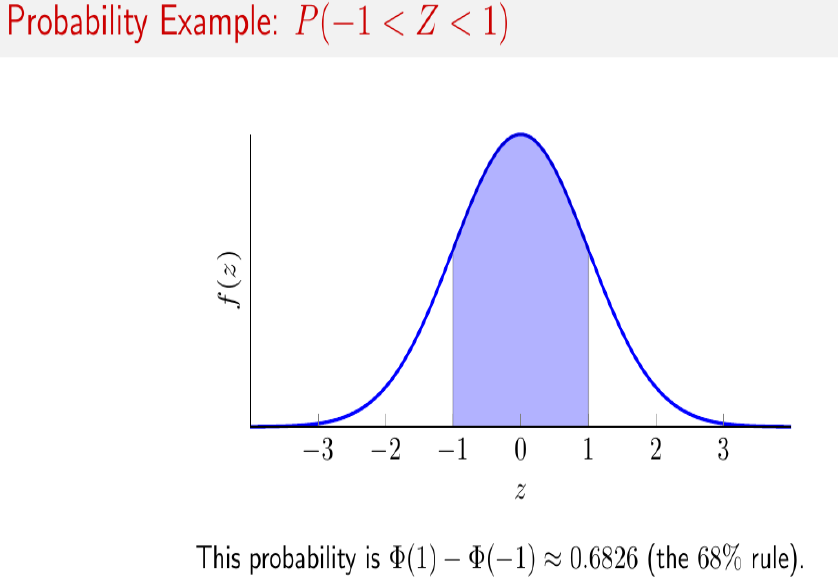 Probability Example: P(−1 < Z < 1)
f(z)
−3 −2 −1 0 1 2 3
z
This probability is Φ(1) − Φ(−1) ≈ 0.6826 (the 68% rule).